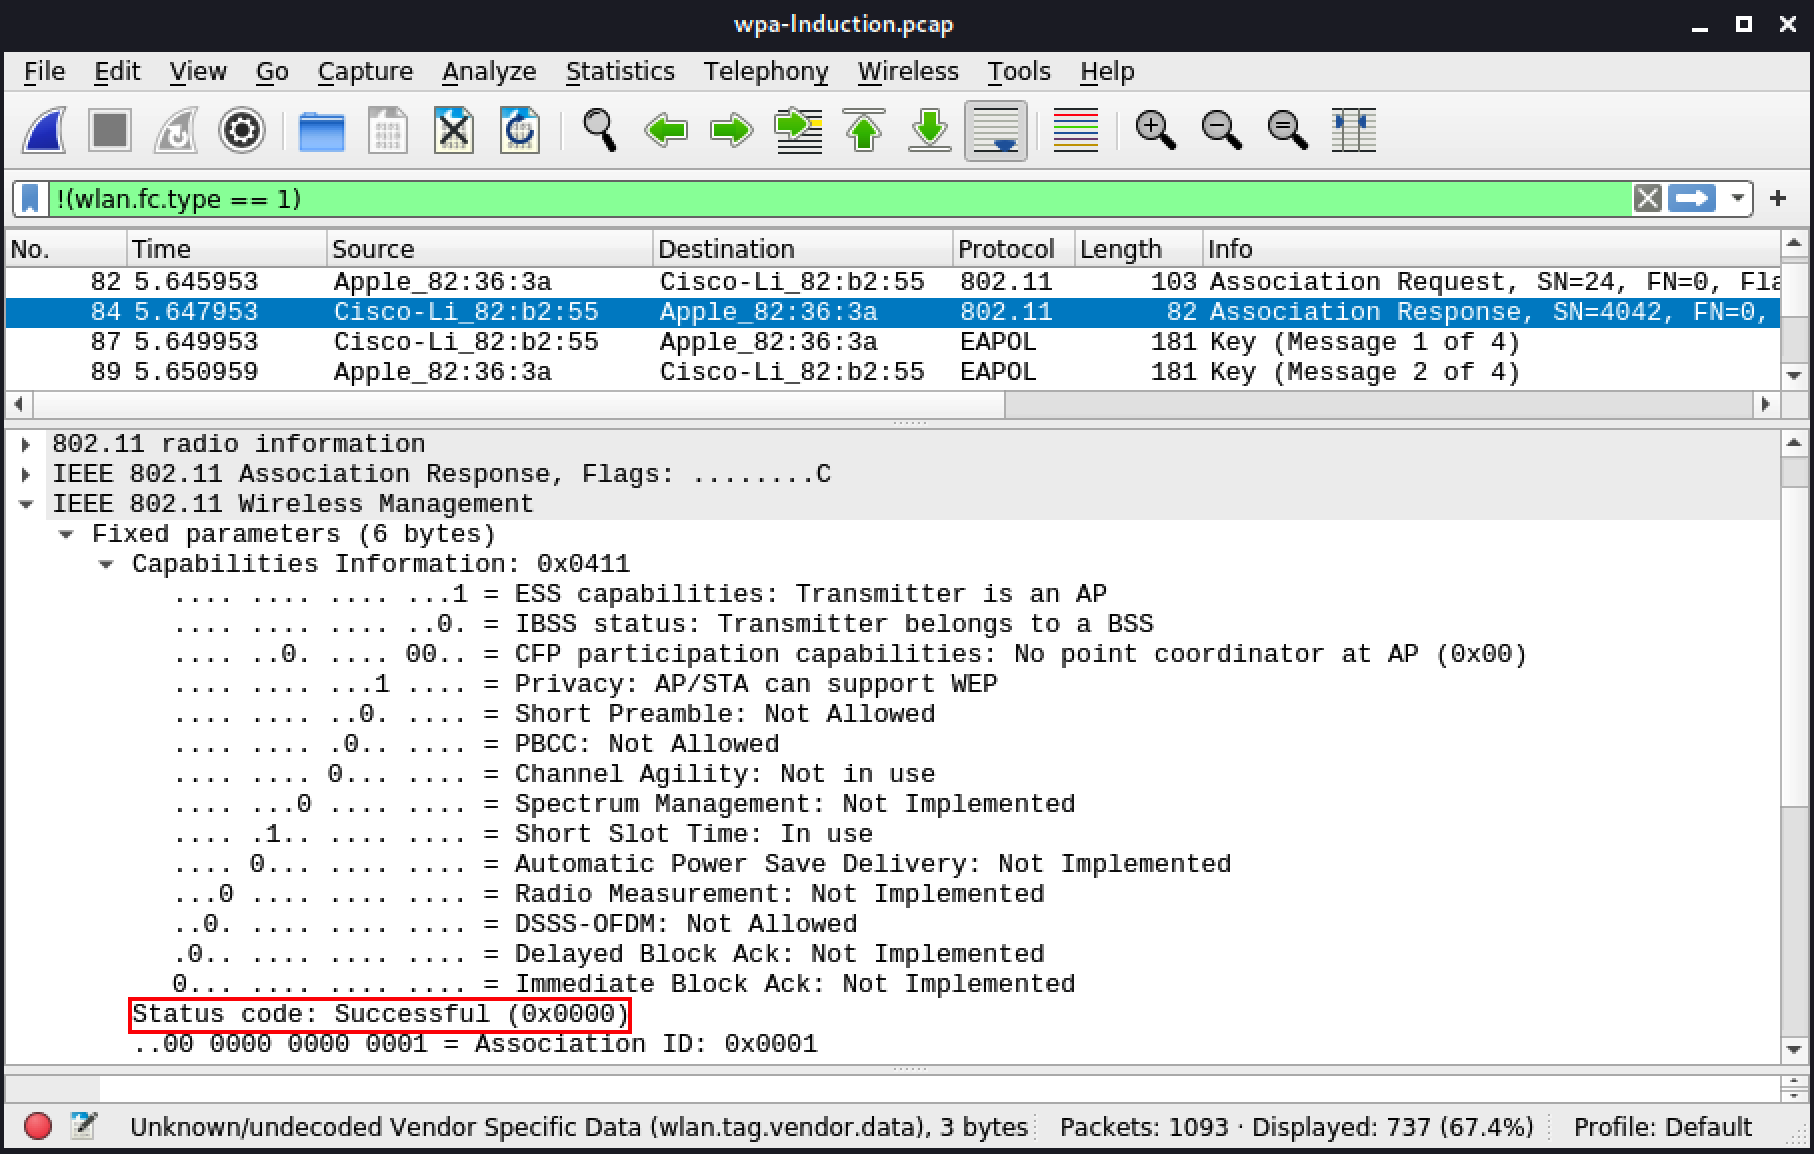 wpa-Induction.pcap
File Edit View Go Capture Analyze Statistics Telephony Wireless Tools Help
!(wlan.fc.type == 1)
No. Time Source Destination Protocol Length Info
82 5.645953 Apple_82:36:3a Cisco-Li_82:b2:55 802.11 103 Association Request, SN=24, FN=0, Fla
84 5.647953 Cisco-Li_82:b2:55 Apple_82:36:3a 802.11 82 Association Response, SN=4042, FN=0,
87 5.649953 Cisco-Li_82:b2:55 Apple_82:36:3a EAPOL 181 Key (Message 1 of 4)
89 5.650959 Apple_82:36:3a Cisco-Li_82:b2:55 EAPOL 181 Key (Message 2 of 4)
802.11 radio information
IEEE 802.11 Association Response, Flags: ........C
IEEE 802.11 Wireless Management
Fixed parameters (6 bytes)
Capabilities Information: 0x0411
.... .... .... ...1 = ESS capabilities: Transmitter is an AP
.... .... .... ..0. = IBSS status: Transmitter belongs to a BSS
.... ..0. .... 00.. = CFP participation capabilities: No point coordinator at AP (0x00)
.... .... ...1 .... = Privacy: AP/STA can support WEP
.... .... ..0. .... = Short Preamble: Not Allowed
.... .... .0.. .... = PBCC: Not Allowed
.... .... 0... .... = Channel Agility: Not in use
.... ...0 .... .... = Spectrum Management: Not Implemented
.... .1.. .... .... = Short Slot Time: In use
.... 0... .... .... = Automatic Power Save Delivery: Not Implemented
...0 .... .... .... = Radio Measurement: Not Implemented
..0. .... .... .... = DSSS-OFDM: Not Allowed
.0.. .... .... .... = Delayed Block Ack: Not Implemented
0... .... .... .... = Immediate Block Ack: Not Implemented
Status code: Successful (0x0000)
..00 0000 0000 0001 = Association ID: 0x0001
Unknown/undecoded Vendor Specific Data (wlan.tag.vendor.data), 3 bytes Packets: 1093 · Displayed: 737 (67.4%) Profile: Default